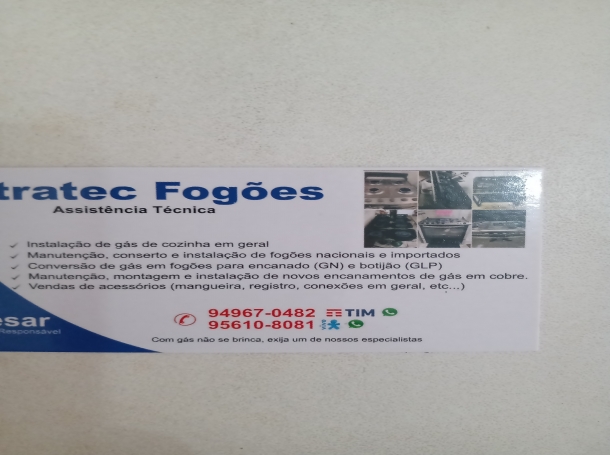 tratec Fogões
Assistência Técnica
✓ Instalação de gás de cozinha em geral
✓ Manutenção, conserto e instalação de fogões nacionais e importados
✓ Conversão de gás em fogões para encanado (GN) e botijão (GLP)
✓ Manutenção, montagem e instalação de novos encanamentos de gás em cobre.
✓ Vendas de acessórios (mangueira, registro, conexões em geral, etc...)
esar
Responsável
94967-0482 TIM
95610-8081 vivo
Com gás não se brinca, exija um de nossos especialistas